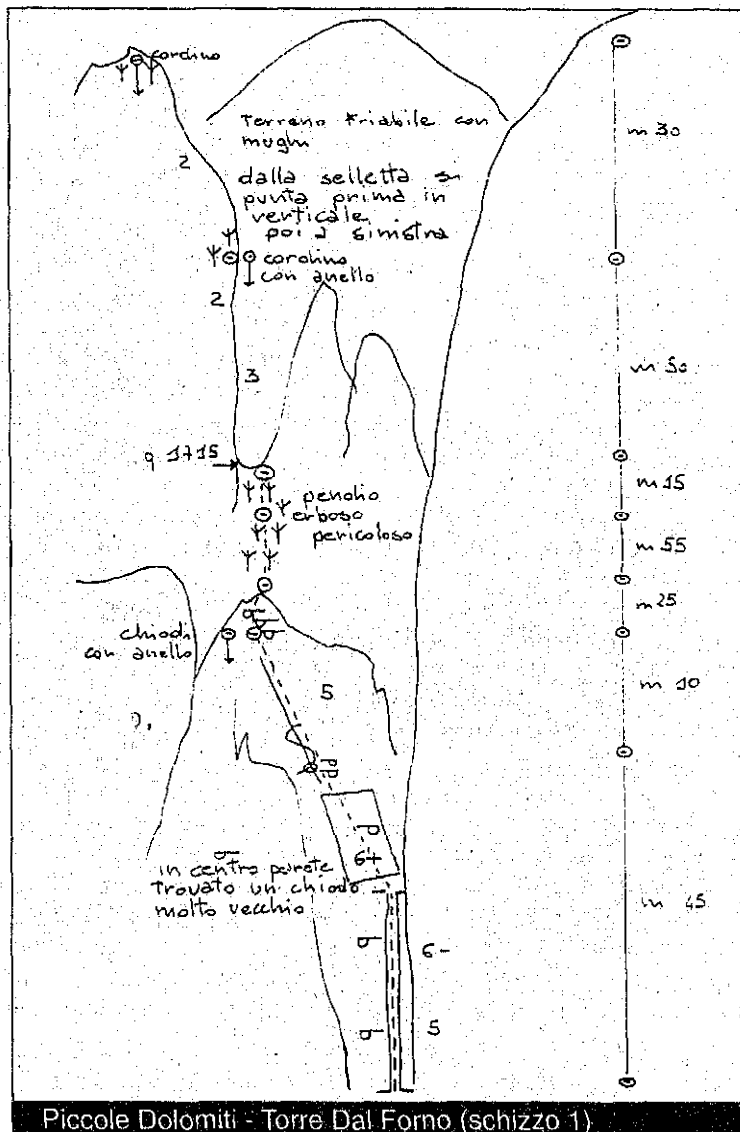 cordino
Terreno friabile con
mughi
m 30
2
dalla selletta si
punta prima in
verticale
poi a sinistra
cordino
con anello
2
m 50
3
q 1715
m 15
pendio
erboso
pericoloso
m 55
m 25
chiodi
con anello
5
m 10
6+
in centro parete
trovato un chiodo
molto vecchio
m 45
6-
5
Piccole Dolomiti - Torre Dal Forno (schizzo 1)